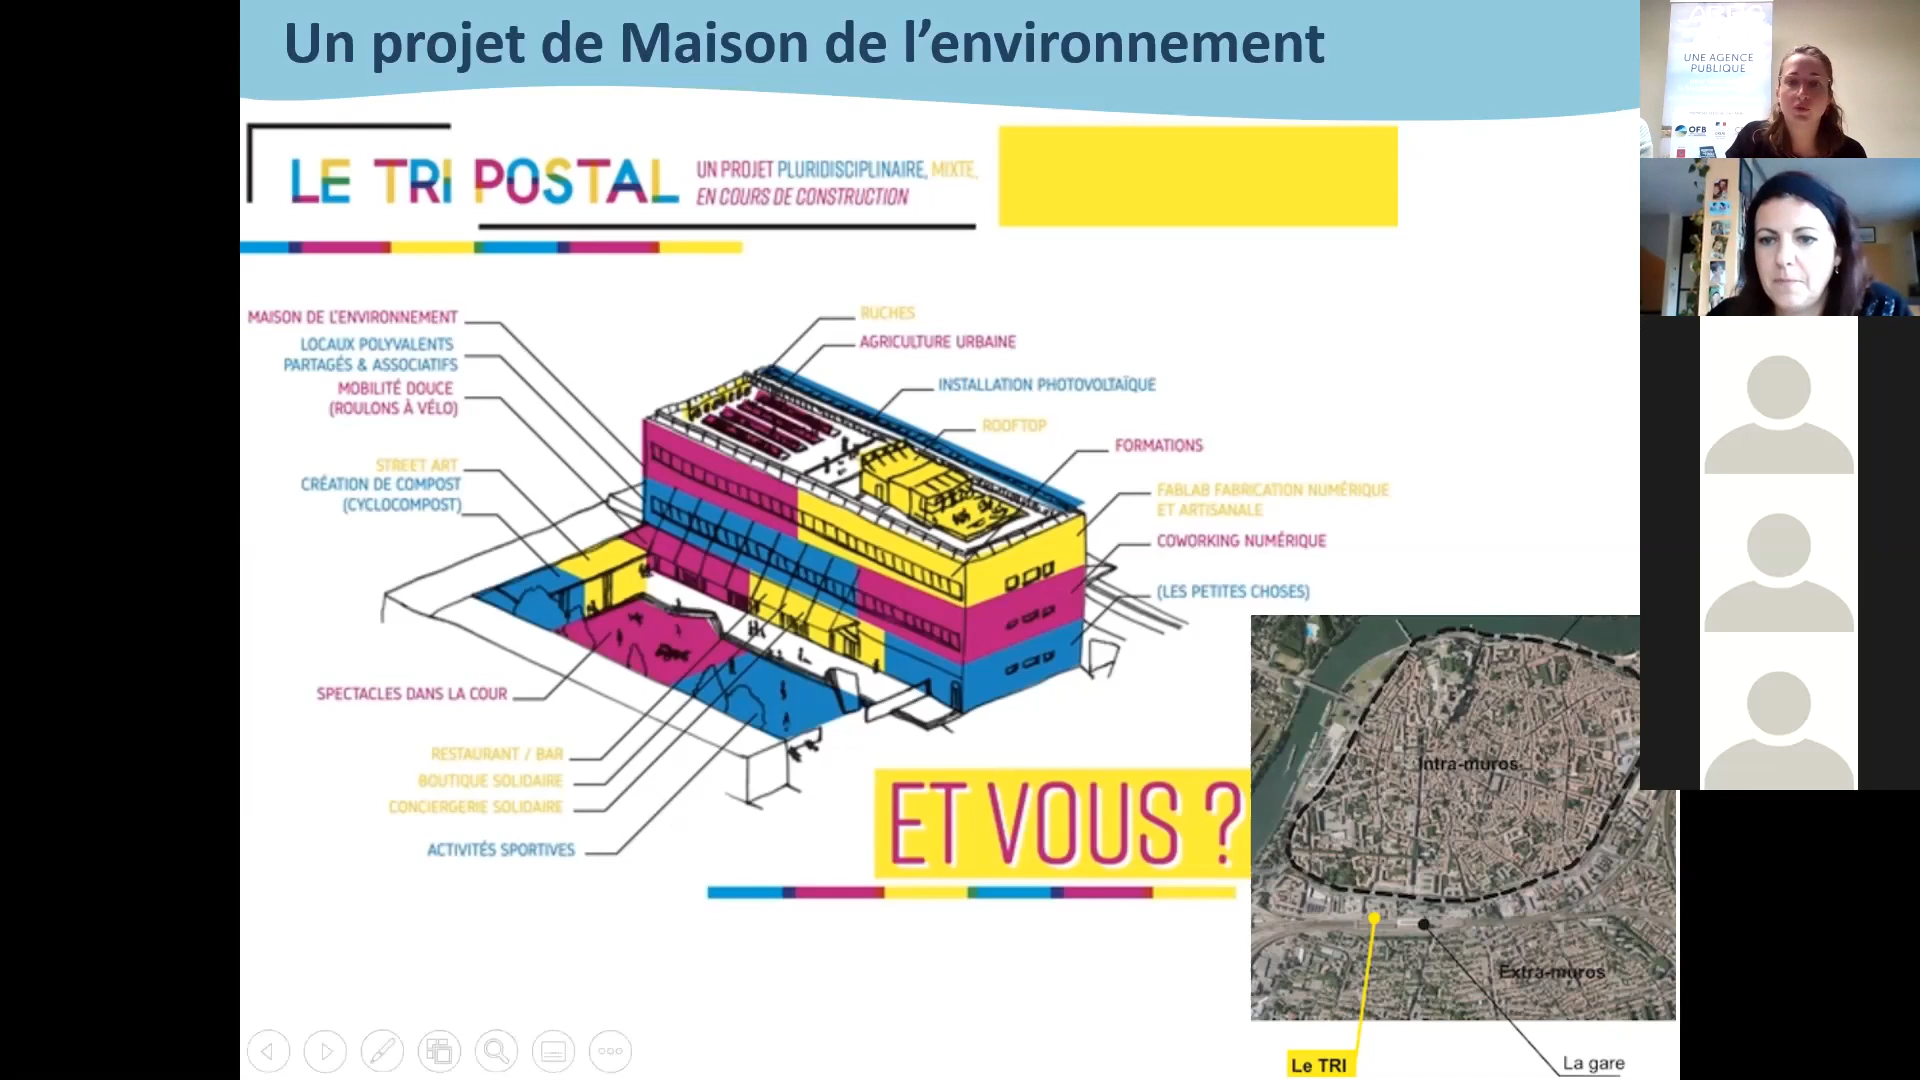 Un projet de Maison de l’environnement
LE TRI POSTAL
UN PROJET PLURIDISCIPLINAIRE, MIXTE,
EN COURS DE CONSTRUCTION
MAISON DE L'ENVIRONNEMENT
LOCAUX POLYVALENTS
PARTAGÉS & ASSOCIATIFS
MOBILITÉ DOUCE
(ROULONS À VÉLO)
STREET ART
CRÉATION DE COMPOST
(CYCLOCOMPOST)
SPECTACLES DANS LA COUR
RESTAURANT / BAR
BOUTIQUE SOLIDAIRE
CONCIERGERIE SOLIDAIRE
ACTIVITÉS SPORTIVES
RUCHES
AGRICULTURE URBAINE
INSTALLATION PHOTOVOLTAÏQUE
ROOFTOP
FORMATIONS
FABLAB FABRICATION NUMÉRIQUE
ET ARTISANALE
COWORKING NUMÉRIQUE
(LES PETITES CHOSES)
ET VOUS ?
Intra-muros
Extra-muros
Le TRI
La gare
UNE AGENCE
PUBLIQUE
OFB